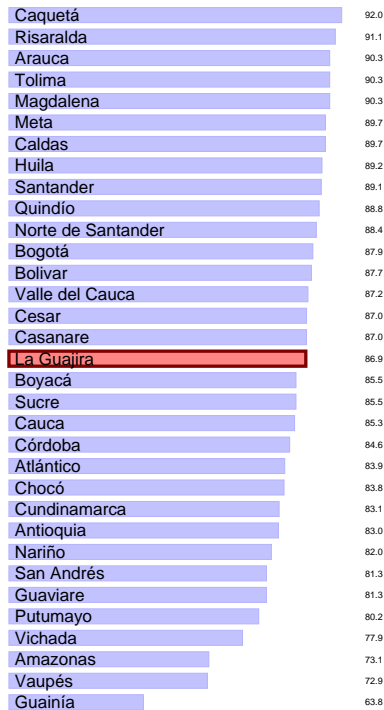 Caquetá 92.0
Risaralda 91.1
Arauca 90.3
Tolima 90.3
Magdalena 90.3
Meta 89.7
Caldas 89.7
Huila 89.2
Santander 89.1
Quindío 88.8
Norte de Santander 88.4
Bogotá 87.9
Bolivar 87.7
Valle del Cauca 87.2
Cesar 87.0
Casanare 87.0
La Guajira 86.9
Boyacá 85.5
Sucre 85.5
Cauca 85.3
Córdoba 84.6
Atlántico 83.9
Chocó 83.8
Cundinamarca 83.1
Antioquia 83.0
Nariño 82.0
San Andrés 81.3
Guaviare 81.3
Putumayo 80.2
Vichada 77.9
Amazonas 73.1
Vaupés 72.9
Guainía 63.8